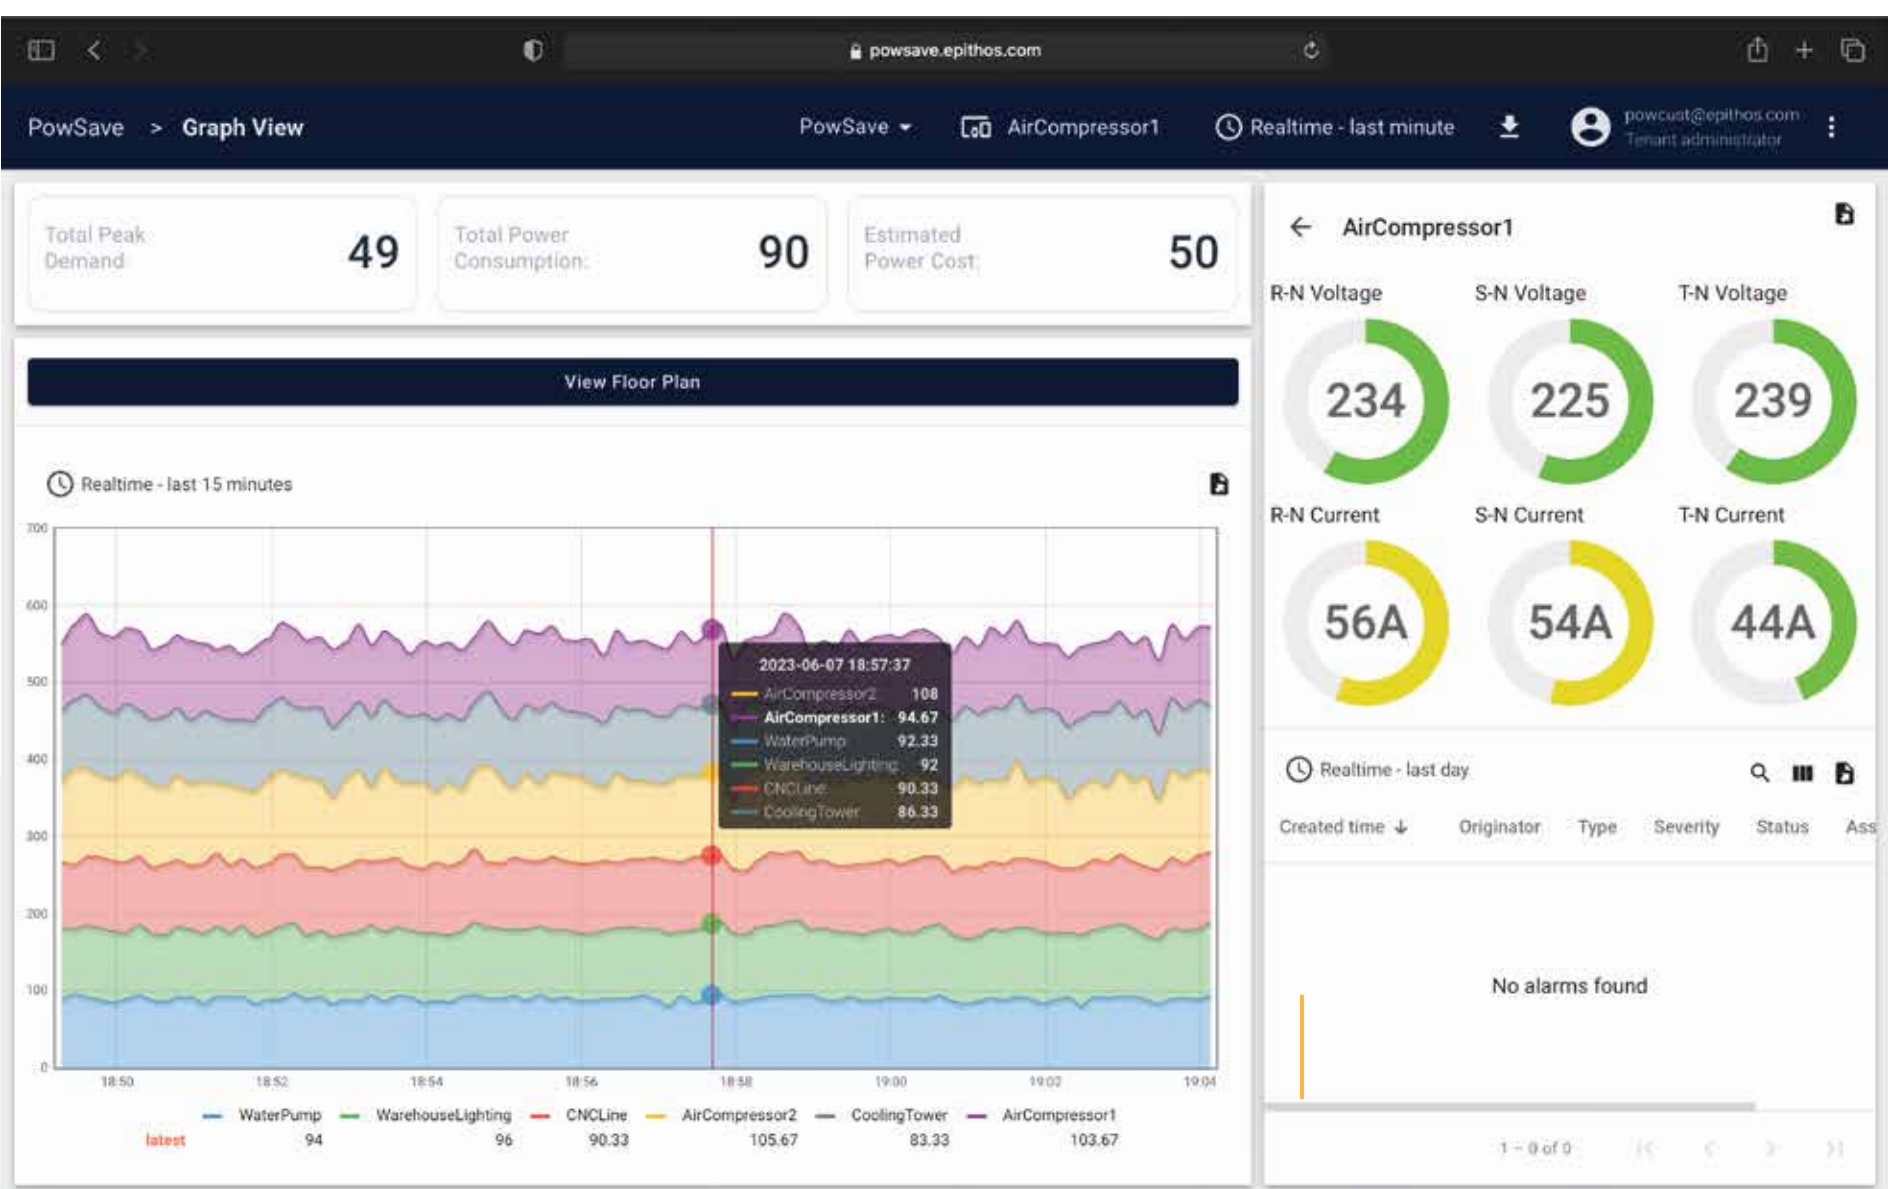 powsave.epithos.com
PowSave > Graph View
PowSave
AirCompressor1
Realtime - last minute
powcust@epithos.com
Tenant administrator
Total Peak
Demand
49
Total Power
Consumption:
90
Estimated
Power Cost:
50
View Floor Plan
Realtime - last 15 minutes
700
600
500
400
300
200
100
0
18:50 18:52 18:54 18:56 18:58 19:00 19:02 19:04
2023-06-07 18:57:37
AirCompressor2: 108
AirCompressor1: 94.67
WaterPump: 92.33
WarehouseLighting: 92
CNCLine: 90.33
CoolingTower: 86.33
WaterPump WarehouseLighting CNCLine AirCompressor2 CoolingTower AirCompressor1
latest 94 96 90.33 105.67 83.33 103.67
AirCompressor1
R-N Voltage S-N Voltage T-N Voltage
234 225 239
R-N Current S-N Current T-N Current
56A 54A 44A
Realtime - last day
Created time Originator Type Severity Status Ass
No alarms found
1 – 0 of 0